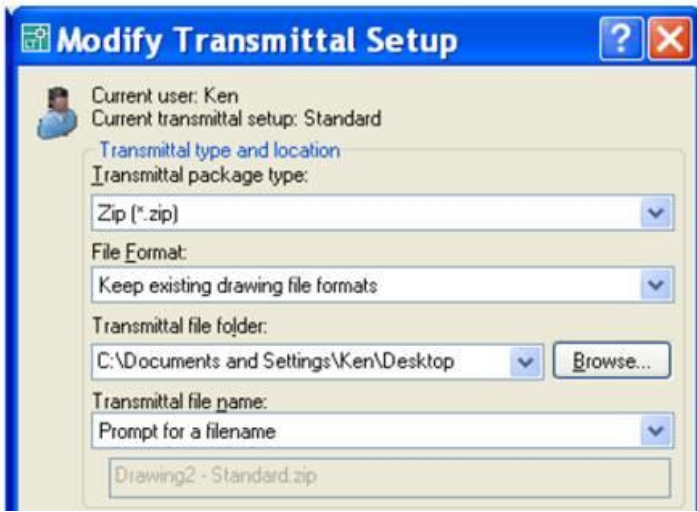 Modify Transmittal Setup
Current user: Ken
Current transmittal setup: Standard
Transmittal type and location
Transmittal package type:
Zip (*.zip)
File Format:
Keep existing drawing file formats
Transmittal file folder:
C:\Documents and Settings\Ken\Desktop
Browse...
Transmittal file name:
Prompt for a filename
Drawing2 - Standard.zip